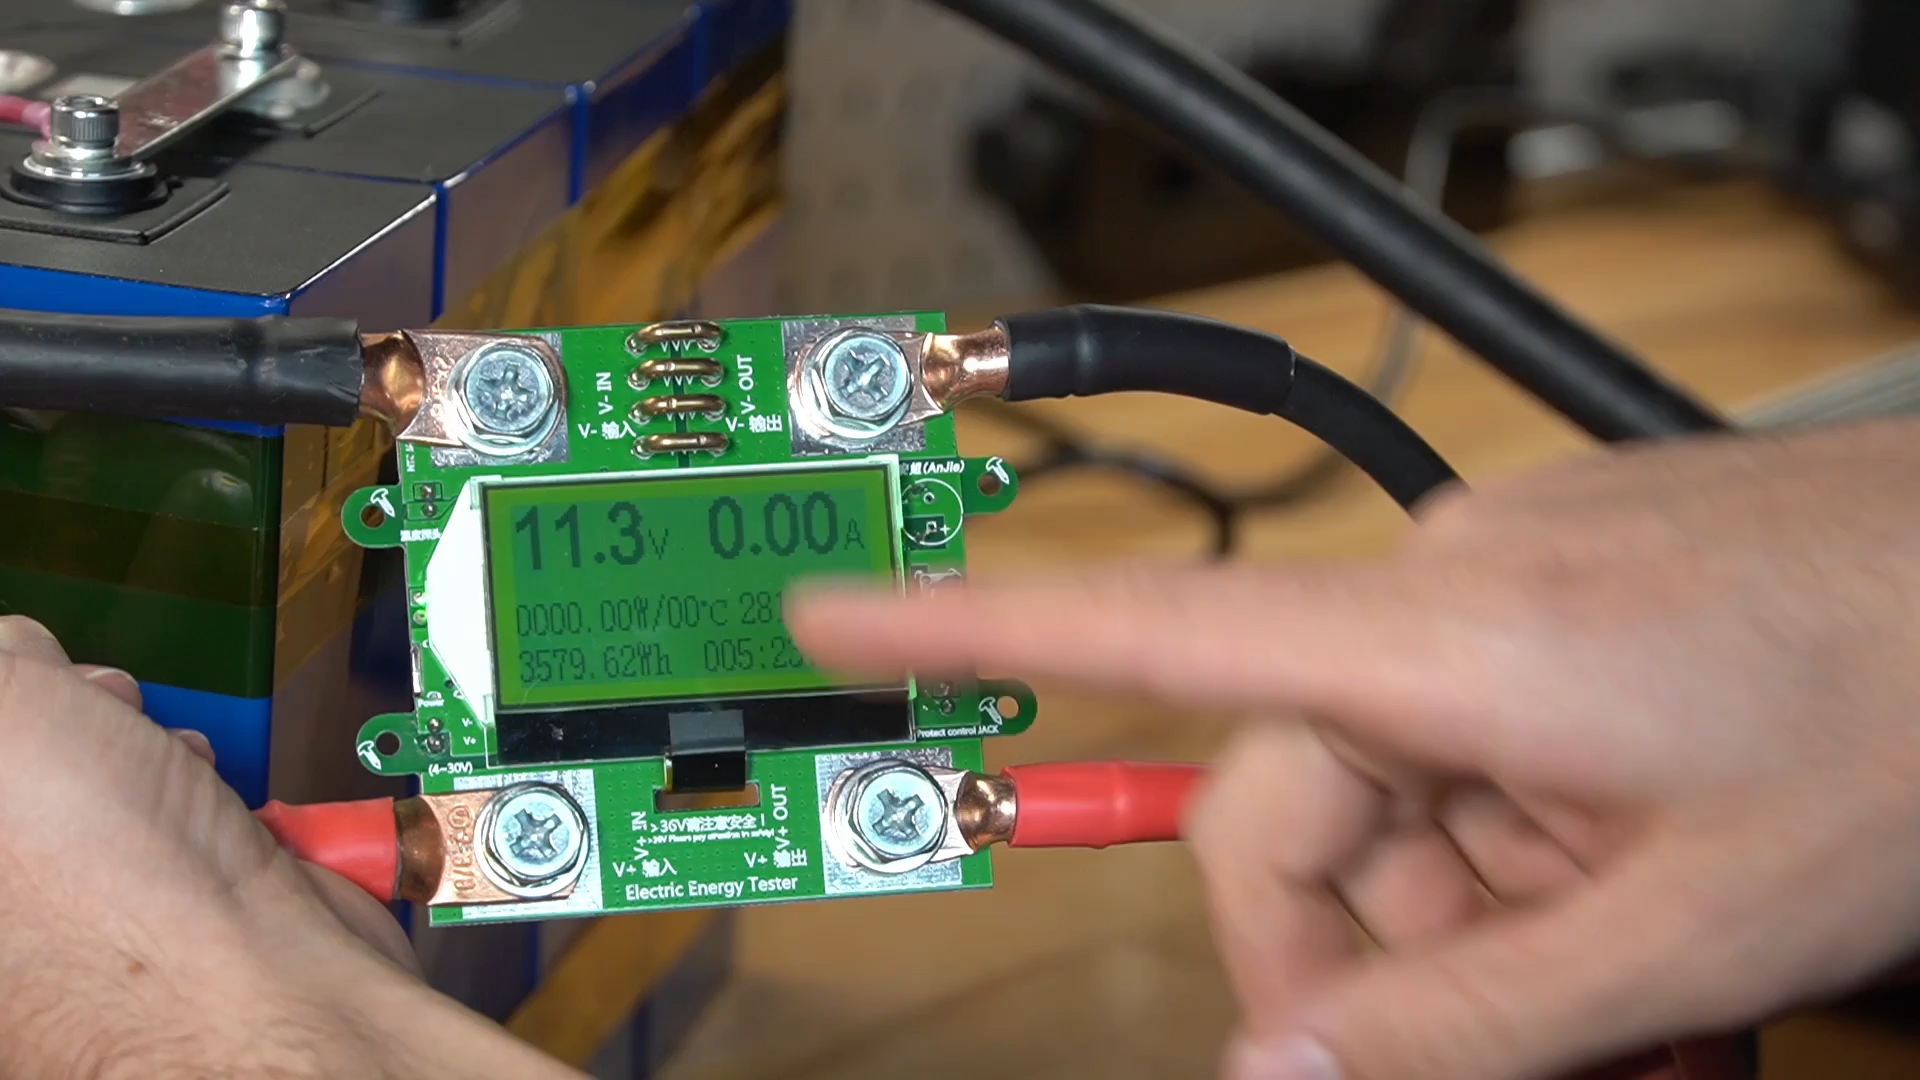 V- IN
V- 输入
V- OUT
V- 输出
(AnJie)
11.3V 0.00A
0000.00W/00℃ 281
3579.62Wh 005:23
Power
V-
V+
(4~30V)
Protect control JACK
V+ IN
>36V请注意安全！
V+ OUT
V+ 输入
V+ 输出
Electric Energy Tester